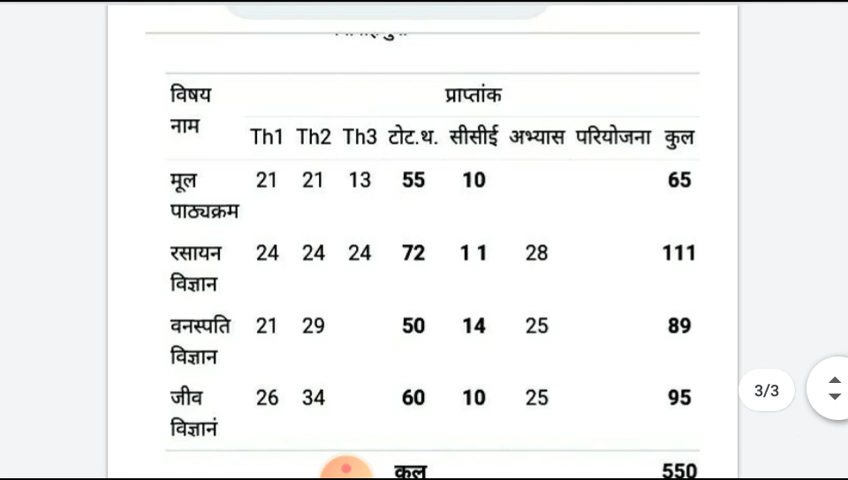 विषय प्राप्तांक
नाम
Th1 Th2 Th3 टोट.थ. सीसीई अभ्यास परियोजना कुल
मूल 21 21 13 55 10 65
पाठ्यक्रम
रसायन 24 24 24 72 11 28 111
विज्ञान
वनस्पति 21 29 50 14 25 89
विज्ञान
जीव 26 34 60 10 25 95
विज्ञानं
3/3
कुल 550